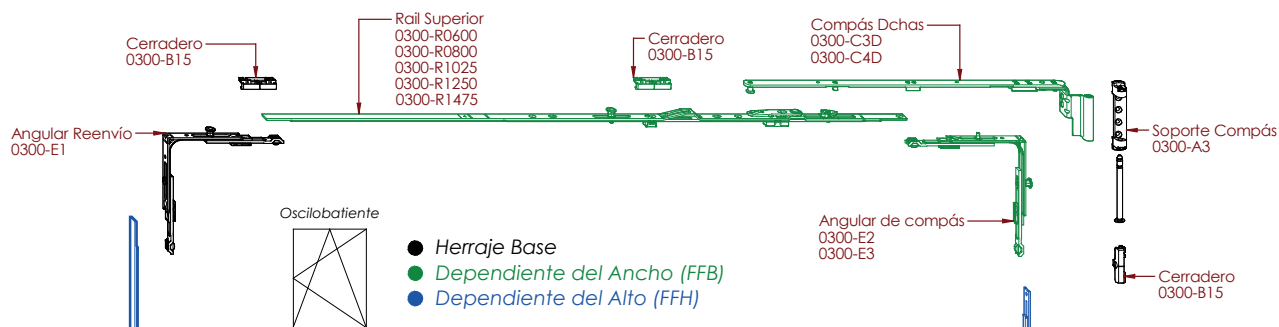 Cerradero
0300-B15
Rail Superior
0300-R0600
0300-R0800
0300-R1025
0300-R1250
0300-R1475
Cerradero
0300-B15
Compás Dchas
0300-C3D
0300-C4D
Angular Reenvío
0300-E1
Soporte Compás
0300-A3
Oscilobatiente
Herraje Base
Dependiente del Ancho (FFB)
Dependiente del Alto (FFH)
Angular de compás
0300-E2
0300-E3
Cerradero
0300-B15